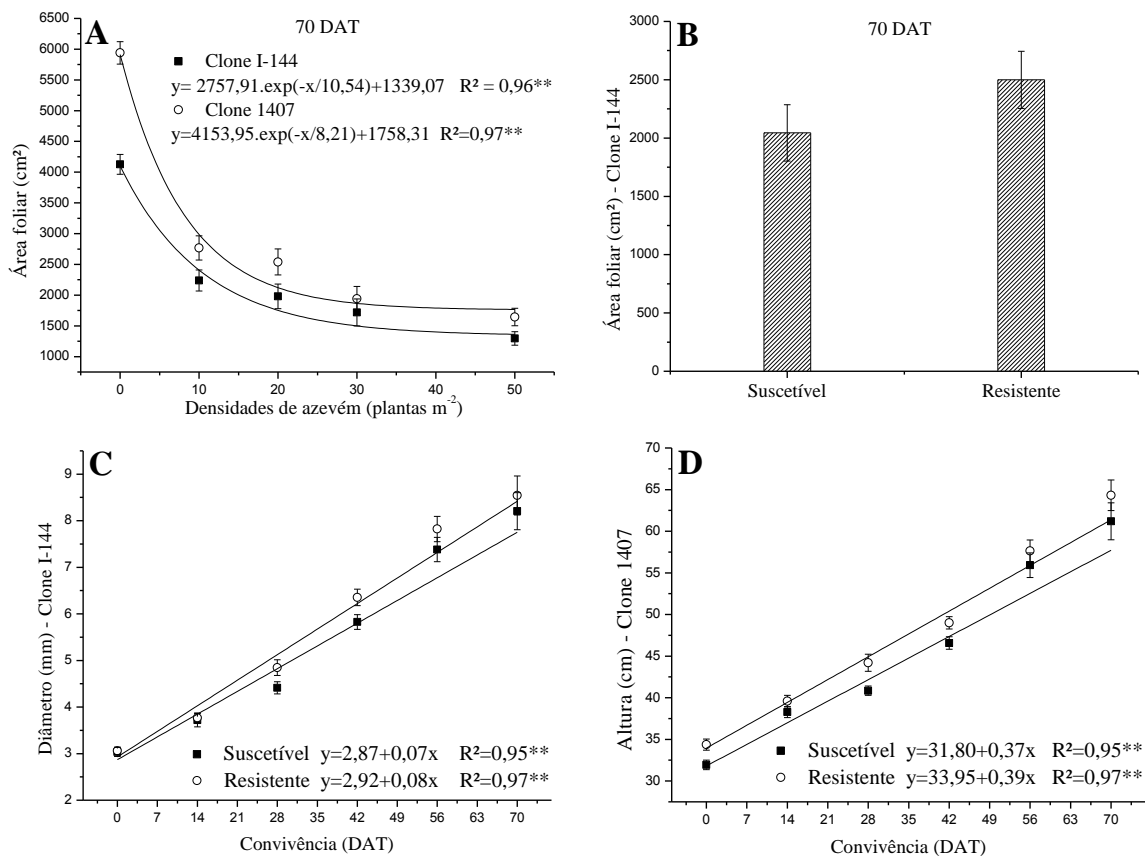 A
70 DAT
Clone I-144
y= 2757,91.exp(-x/10,54)+1339,07 R² = 0,96**
Clone 1407
y=4153,95.exp(-x/8,21)+1758,31 R²=0,97**
Área foliar (cm²)
6500
6000
5500
5000
4500
4000
3500
3000
2500
2000
1500
1000
0 10 20 30 40 50
Densidades de azevém (plantas m⁻²)
B
70 DAT
Área foliar (cm²) - Clone I-144
3000
2500
2000
1500
1000
500
0
Suscetível Resistente
C
Diâmetro (mm) - Clone I-144
9
8
7
6
5
4
3
2
Suscetível y=2,87+0,07x R²=0,95**
Resistente y=2,92+0,08x R²=0,97**
0 7 14 21 28 35 42 49 56 63 70
Convivência (DAT)
D
Altura (cm) - Clone 1407
70
65
60
55
50
45
40
35
30
Suscetível y=31,80+0,37x R²=0,95**
Resistente y=33,95+0,39x R²=0,97**
0 7 14 21 28 35 42 49 56 63 70
Convivência (DAT)